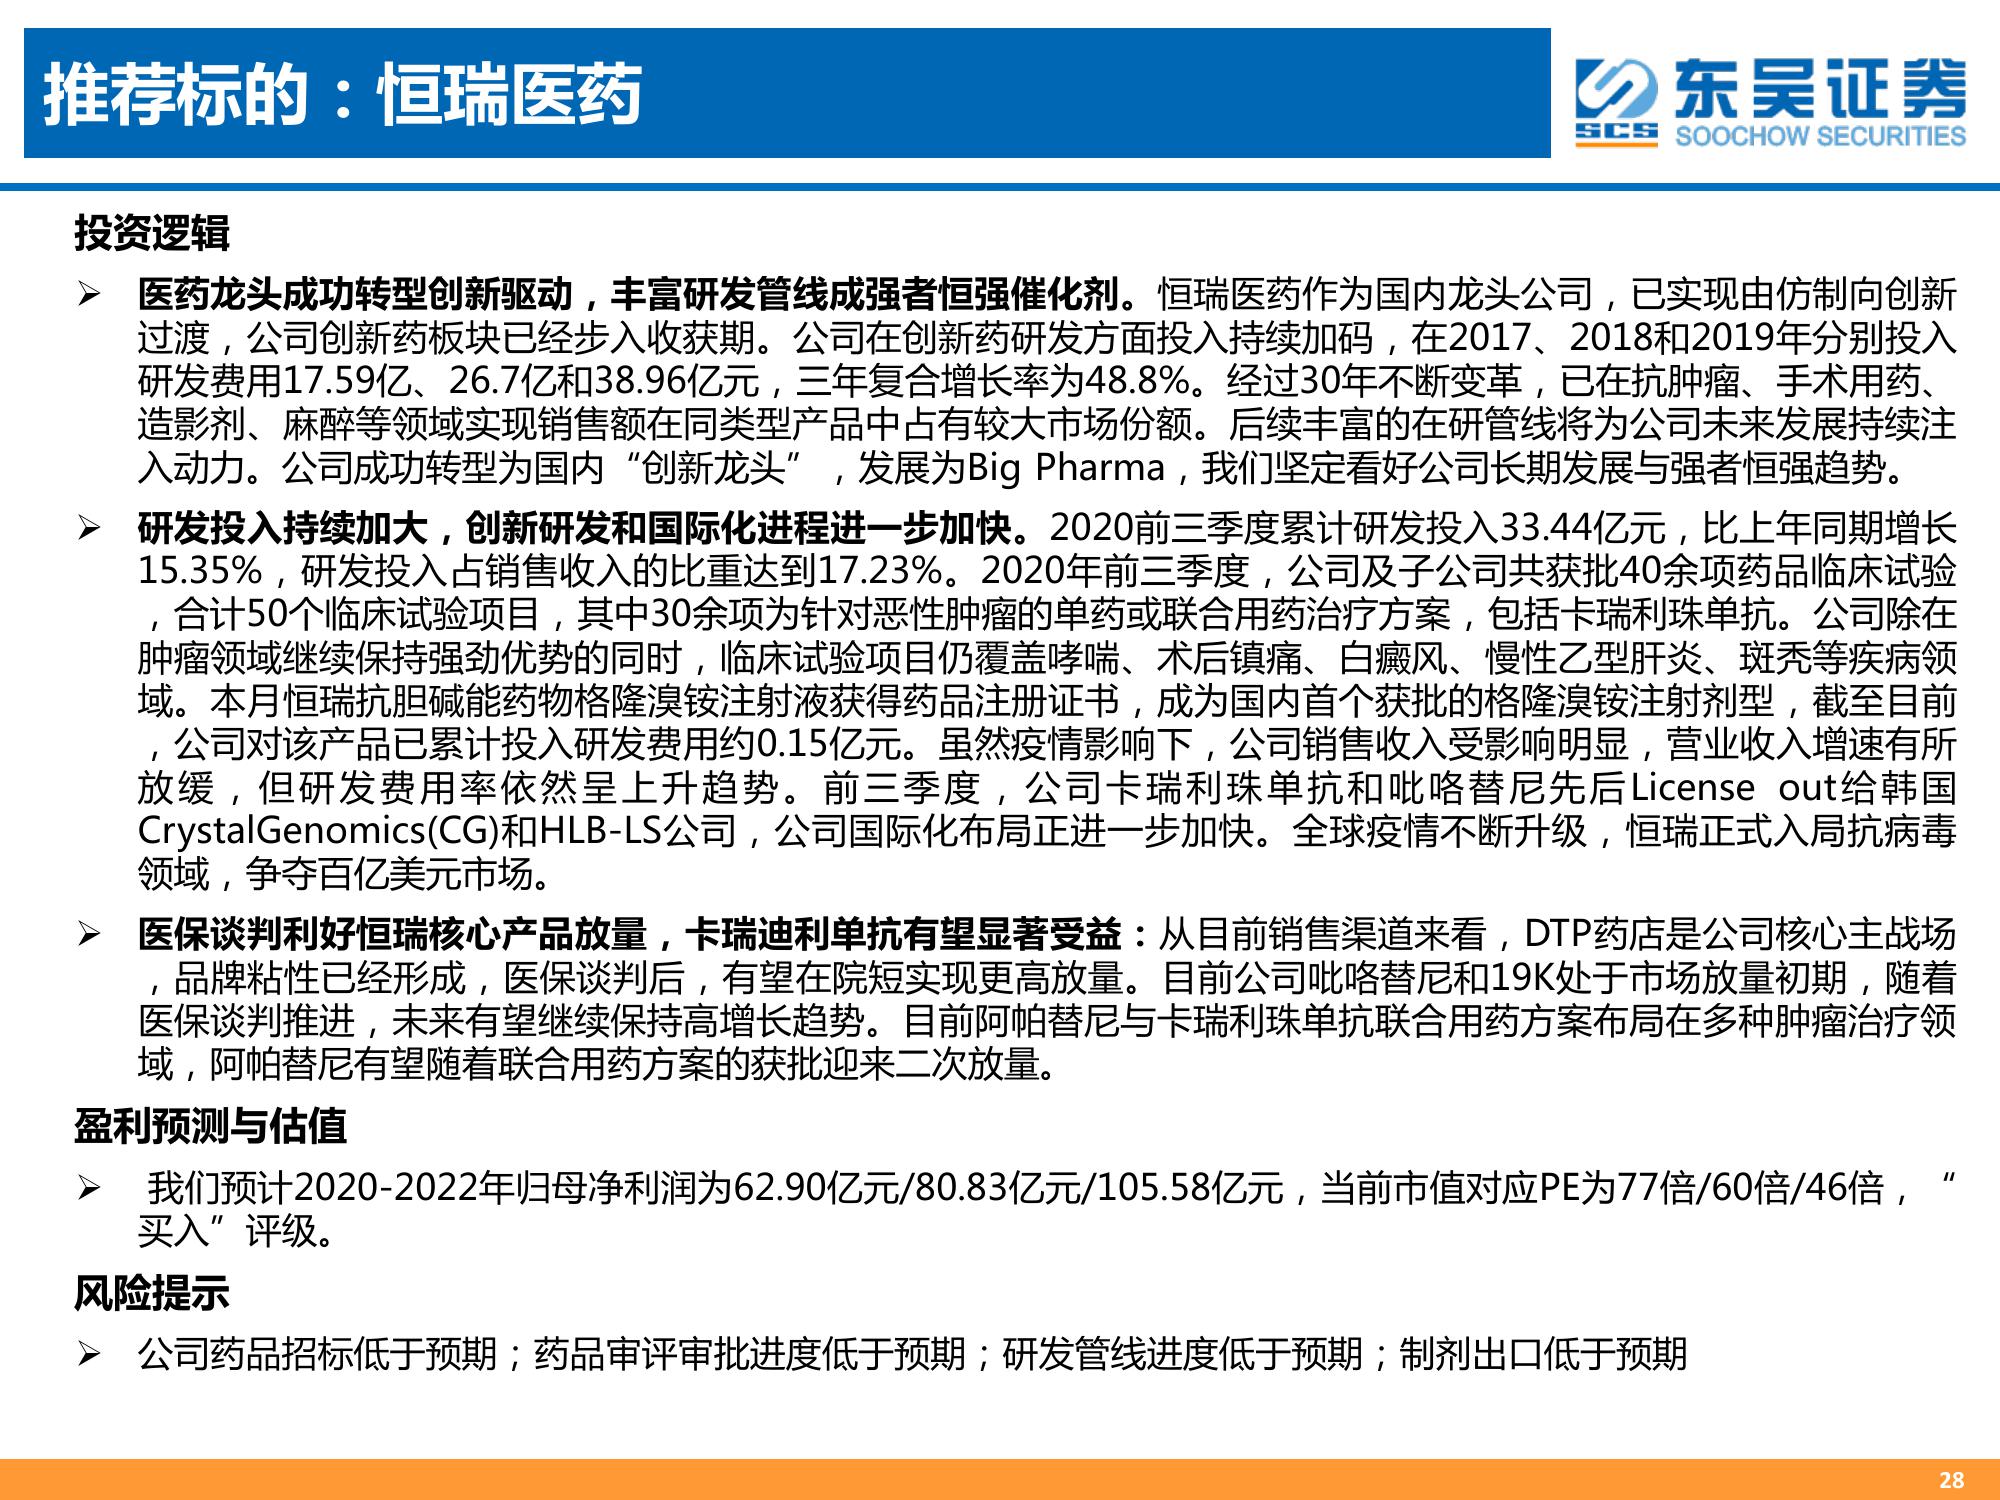 推荐标的：恒瑞医药
东吴证券
SCS
SOOCHOW SECURITIES
投资逻辑
➢ 医药龙头成功转型创新驱动，丰富研发管线成强者恒强催化剂。恒瑞医药作为国内龙头公司，已实现由仿制向创新
过渡，公司创新药板块已经步入收获期。公司在创新药研发方面投入持续加码，在2017、2018和2019年分别投入
研发费用17.59亿、26.7亿和38.96亿元，三年复合增长率为48.8%。经过30年不断变革，已在抗肿瘤、手术用药、
造影剂、麻醉等领域实现销售额在同类型产品中占有较大市场份额。后续丰富的在研管线将为公司未来发展持续注
入动力。公司成功转型为国内“创新龙头”，发展为Big Pharma，我们坚定看好公司长期发展与强者恒强趋势。
➢ 研发投入持续加大，创新研发和国际化进程进一步加快。2020前三季度累计研发投入33.44亿元，比上年同期增长
15.35%，研发投入占销售收入的比重达到17.23%。2020年前三季度，公司及子公司共获批40余项药品临床试验
，合计50个临床试验项目，其中30余项为针对恶性肿瘤的单药或联合用药治疗方案，包括卡瑞利珠单抗。公司除在
肿瘤领域继续保持强劲优势的同时，临床试验项目仍覆盖哮喘、术后镇痛、白癜风、慢性乙型肝炎、斑秃等疾病领
域。本月恒瑞抗胆碱能药物格隆溴铵注射液获得药品注册证书，成为国内首个获批的格隆溴铵注射剂型，截至目前
，公司对该产品已累计投入研发费用约0.15亿元。虽然疫情影响下，公司销售收入受影响明显，营业收入增速有所
放缓，但研发费用率依然呈上升趋势。前三季度，公司卡瑞利珠单抗和吡咯替尼先后License out给韩国
CrystalGenomics(CG)和HLB-LS公司，公司国际化布局正进一步加快。全球疫情不断升级，恒瑞正式入局抗病毒
领域，争夺百亿美元市场。
➢ 医保谈判利好恒瑞核心产品放量，卡瑞迪利单抗有望显著受益：从目前销售渠道来看，DTP药店是公司核心主战场
，品牌粘性已经形成，医保谈判后，有望在院短实现更高放量。目前公司吡咯替尼和19K处于市场放量初期，随着
医保谈判推进，未来有望继续保持高增长趋势。目前阿帕替尼与卡瑞利珠单抗联合用药方案布局在多种肿瘤治疗领
域，阿帕替尼有望随着联合用药方案的获批迎来二次放量。
盈利预测与估值
➢ 我们预计2020-2022年归母净利润为62.90亿元/80.83亿元/105.58亿元，当前市值对应PE为77倍/60倍/46倍，“
买入”评级。
风险提示
➢ 公司药品招标低于预期；药品审评审批进度低于预期；研发管线进度低于预期；制剂出口低于预期
28